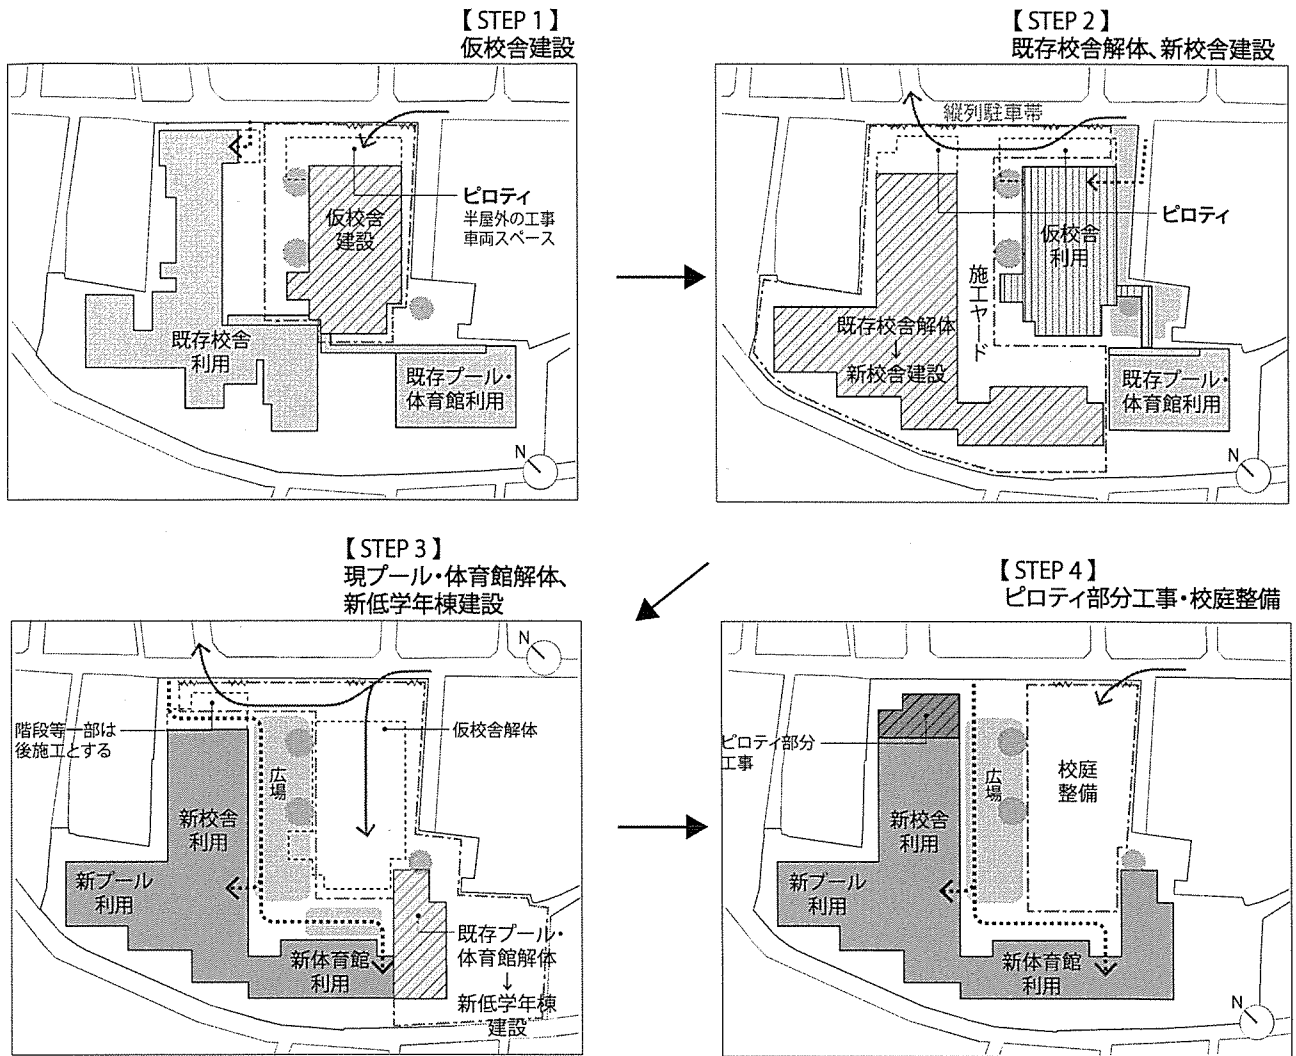 【 STEP 1 】
仮校舎建設
ピロティ
半屋外の工事
車両スペース
仮校舎
建設
既存校舎
利用
既存プール・
体育館利用
N
【 STEP 2 】
既存校舎解体、新校舎建設
縦列駐車帯
ピロティ
仮校舎
利用
施工ヤード
既存校舎解体
↓
新校舎建設
既存プール・
体育館利用
N
【 STEP 3 】
現プール・体育館解体、
新低学年棟建設
N
階段等一部は
後施工とする
仮校舎解体
広場
新校舎
利用
新プール
利用
新体育館
利用
既存プール・
体育館解体
↓
新低学年棟
建設
【 STEP 4 】
ピロティ部分工事・校庭整備
ピロティ部分
工事
広場
校庭
整備
新校舎
利用
新プール
利用
新体育館
利用
N